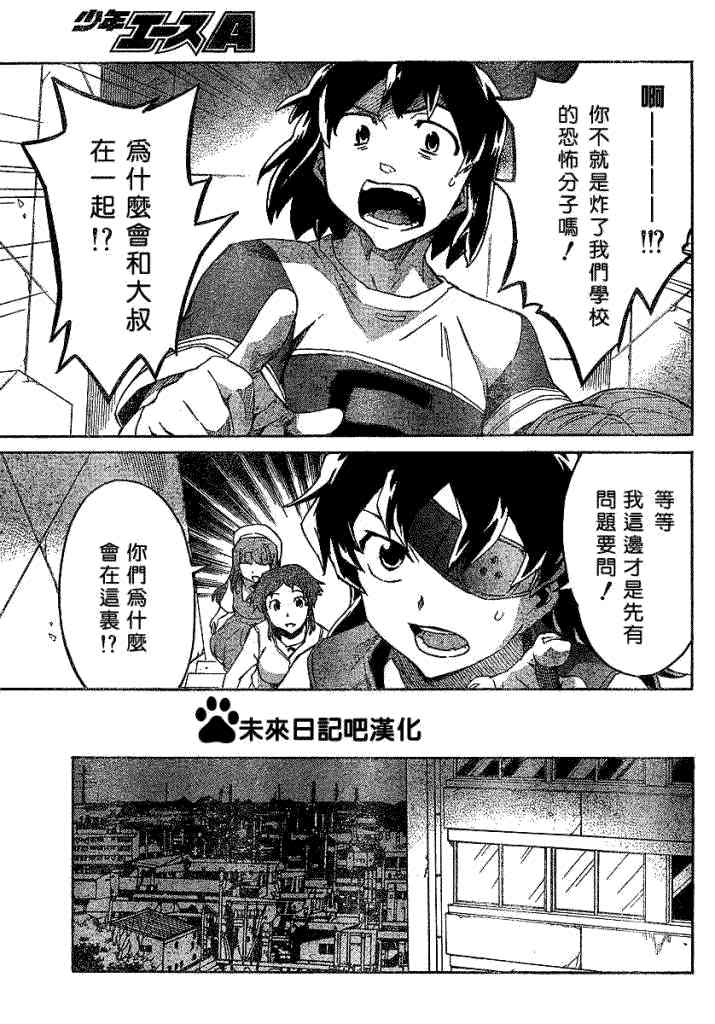 少年エースA
啊————!!?
你不就是炸了我們學校
的恐怖分子嗎！
爲什麼會和大叔
在一起!?
等等
我這邊才是先有
問題要問！
你們爲什麼
會在這裏!?
未來日記吧漢化